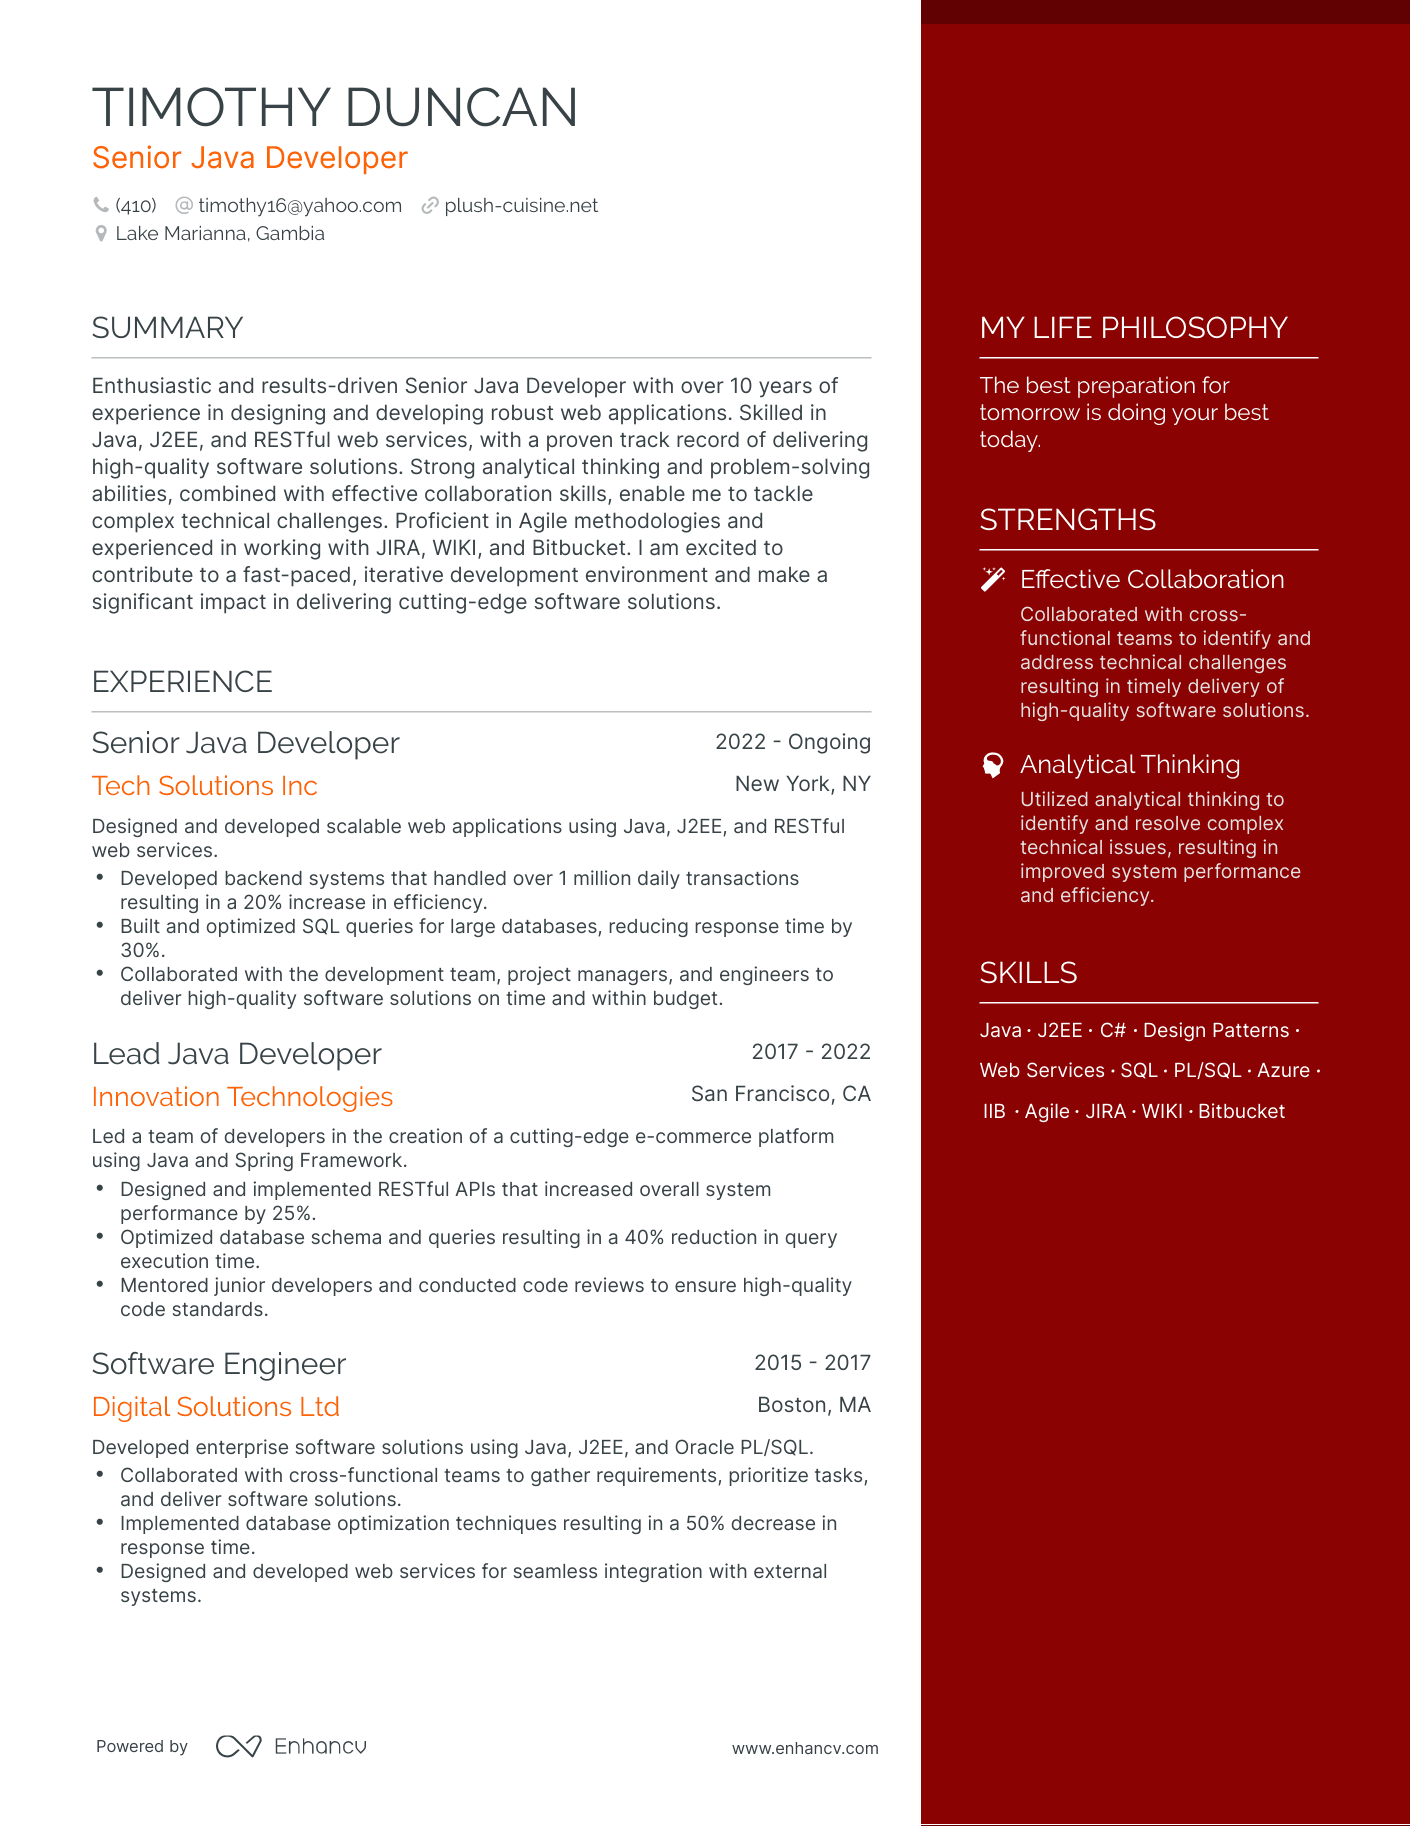 TIMOTHY DUNCAN
Senior Java Developer
(410) @ timothy16@yahoo.com plush-cuisine.net
Lake Marianna, Gambia
SUMMARY
Enthusiastic and results-driven Senior Java Developer with over 10 years of
experience in designing and developing robust web applications. Skilled in
Java, J2EE, and RESTful web services, with a proven track record of delivering
high-quality software solutions. Strong analytical thinking and problem-solving
abilities, combined with effective collaboration skills, enable me to tackle
complex technical challenges. Proficient in Agile methodologies and
experienced in working with JIRA, WIKI, and Bitbucket. I am excited to
contribute to a fast-paced, iterative development environment and make a
significant impact in delivering cutting-edge software solutions.
EXPERIENCE
Senior Java Developer 2022 - Ongoing
Tech Solutions Inc New York, NY
Designed and developed scalable web applications using Java, J2EE, and RESTful
web services.
• Developed backend systems that handled over 1 million daily transactions
resulting in a 20% increase in efficiency.
• Built and optimized SQL queries for large databases, reducing response time by
30%.
• Collaborated with the development team, project managers, and engineers to
deliver high-quality software solutions on time and within budget.
Lead Java Developer 2017 - 2022
Innovation Technologies San Francisco, CA
Led a team of developers in the creation of a cutting-edge e-commerce platform
using Java and Spring Framework.
• Designed and implemented RESTful APIs that increased overall system
performance by 25%.
• Optimized database schema and queries resulting in a 40% reduction in query
execution time.
• Mentored junior developers and conducted code reviews to ensure high-quality
code standards.
Software Engineer 2015 - 2017
Digital Solutions Ltd Boston, MA
Developed enterprise software solutions using Java, J2EE, and Oracle PL/SQL.
• Collaborated with cross-functional teams to gather requirements, prioritize tasks,
and deliver software solutions.
• Implemented database optimization techniques resulting in a 50% decrease in
response time.
• Designed and developed web services for seamless integration with external
systems.
MY LIFE PHILOSOPHY
The best preparation for
tomorrow is doing your best
today.
STRENGTHS
Effective Collaboration
Collaborated with cross-
functional teams to identify and
address technical challenges
resulting in timely delivery of
high-quality software solutions.
Analytical Thinking
Utilized analytical thinking to
identify and resolve complex
technical issues, resulting in
improved system performance
and efficiency.
SKILLS
Java · J2EE · C# · Design Patterns ·
Web Services · SQL · PL/SQL · Azure ·
IIB · Agile · JIRA · WIKI · Bitbucket
Powered by Enhancv www.enhancv.com